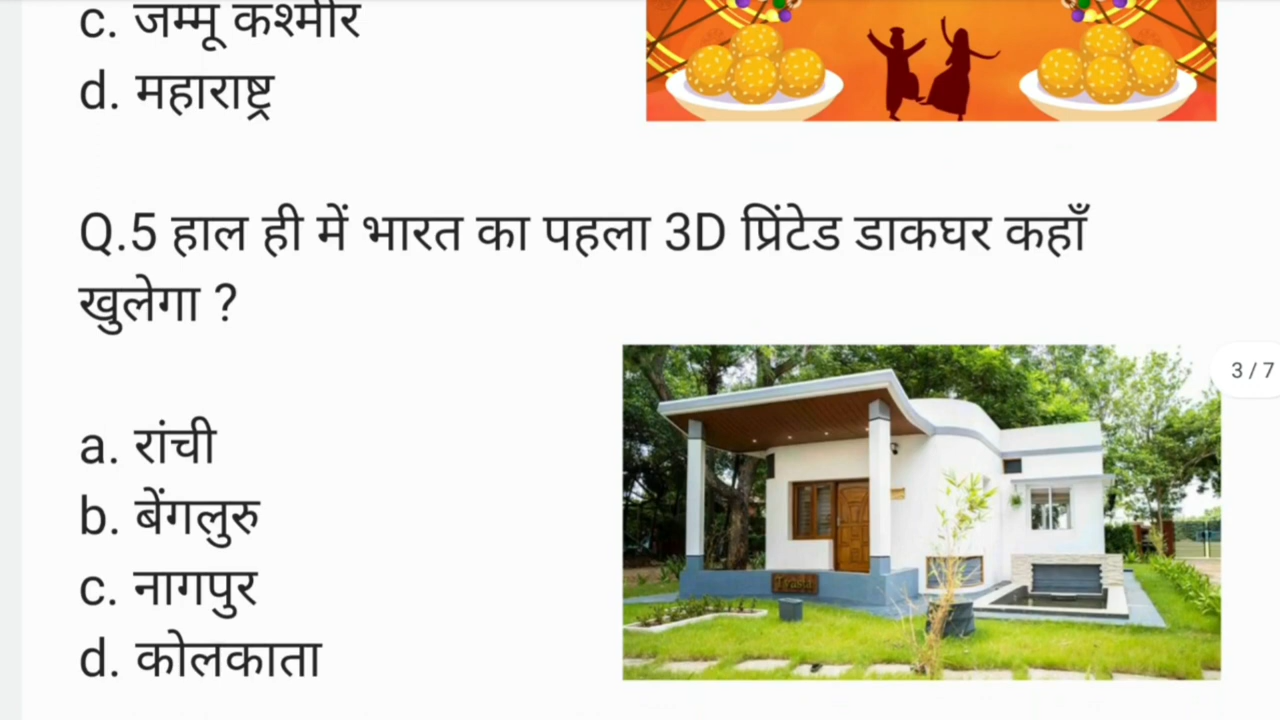 c. जम्मू कश्मीर
d. महाराष्ट्र
Q.5 हाल ही में भारत का पहला 3D प्रिंटेड डाकघर कहाँ
खुलेगा ?
3 / 7
a. रांची
b. बेंगलुरु
c. नागपुर
d. कोलकाता